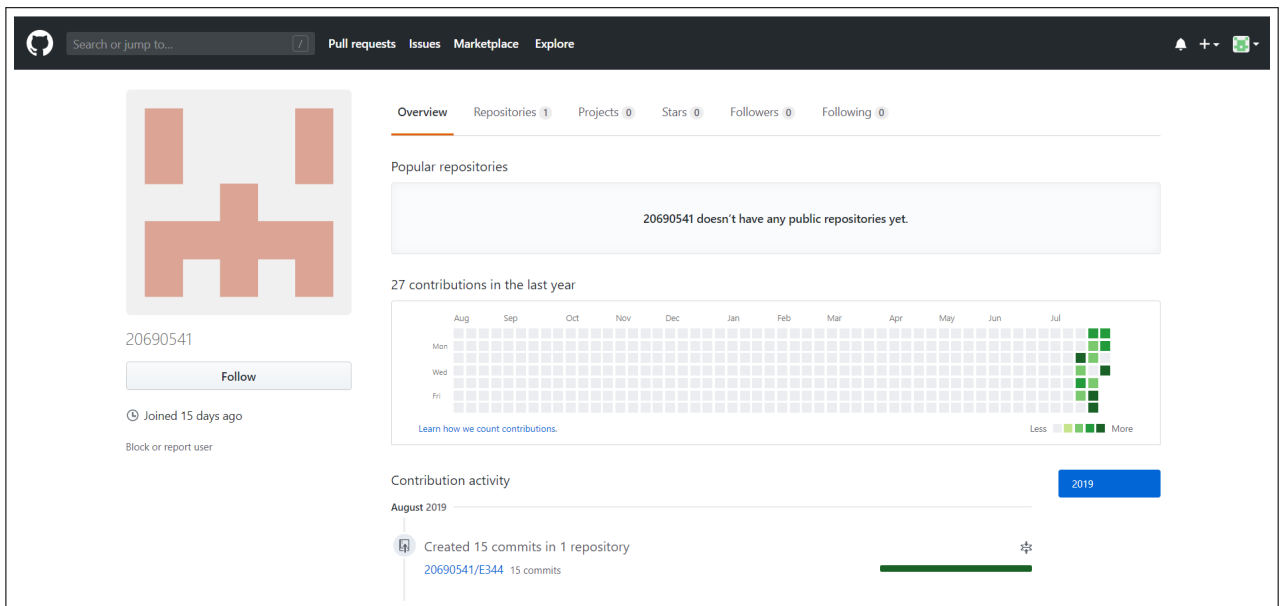 Search or jump to... / Pull requests Issues Marketplace Explore
Overview Repositories 1 Projects 0 Stars 0 Followers 0 Following 0
Popular repositories
20690541 doesn't have any public repositories yet.
27 contributions in the last year
Aug Sep Oct Nov Dec Jan Feb Mar Apr May Jun Jul
Mon
Wed
Fri
Learn how we count contributions. Less More
20690541
Follow
Joined 15 days ago
Block or report user
Contribution activity 2019
August 2019
Created 15 commits in 1 repository
20690541/E344 15 commits